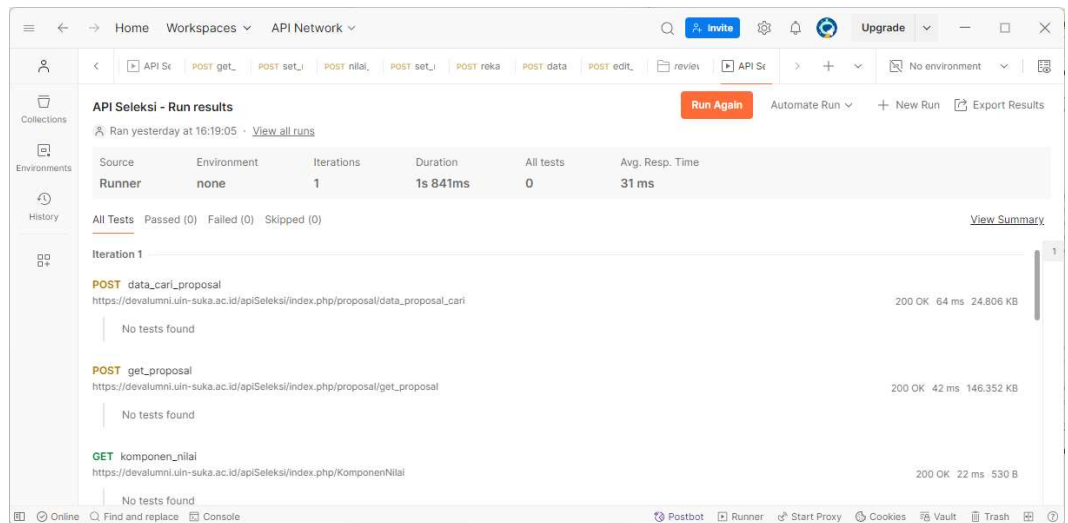 Home Workspaces API Network Invite Upgrade
API Se POST get_ POST set_ı POST nilai_ POST set_ı POST reka POST data POST edit_ review API Se No environment
Collections
Environments
History
API Seleksi - Run results
Run Again Automate Run + New Run Export Results
Ran yesterday at 16:19:05 · View all runs
Source Environment Iterations Duration All tests Avg. Resp. Time
Runner none 1 1s 841ms 0 31 ms
All Tests Passed (0) Failed (0) Skipped (0) View Summary
Iteration 1
1
POST data_cari_proposal
https://devalumni.uin-suka.ac.id/apiSeleksi/index.php/proposal/data_proposal_cari 200 OK 64 ms 24.806 KB
No tests found
POST get_proposal
https://devalumni.uin-suka.ac.id/apiSeleksi/index.php/proposal/get_proposal 200 OK 42 ms 146.352 KB
No tests found
GET komponen_nilai
https://devalumni.uin-suka.ac.id/apiSeleksi/index.php/KomponenNilai 200 OK 22 ms 530 B
No tests found
Online Find and replace Console Postbot Runner Start Proxy Cookies Vault Trash